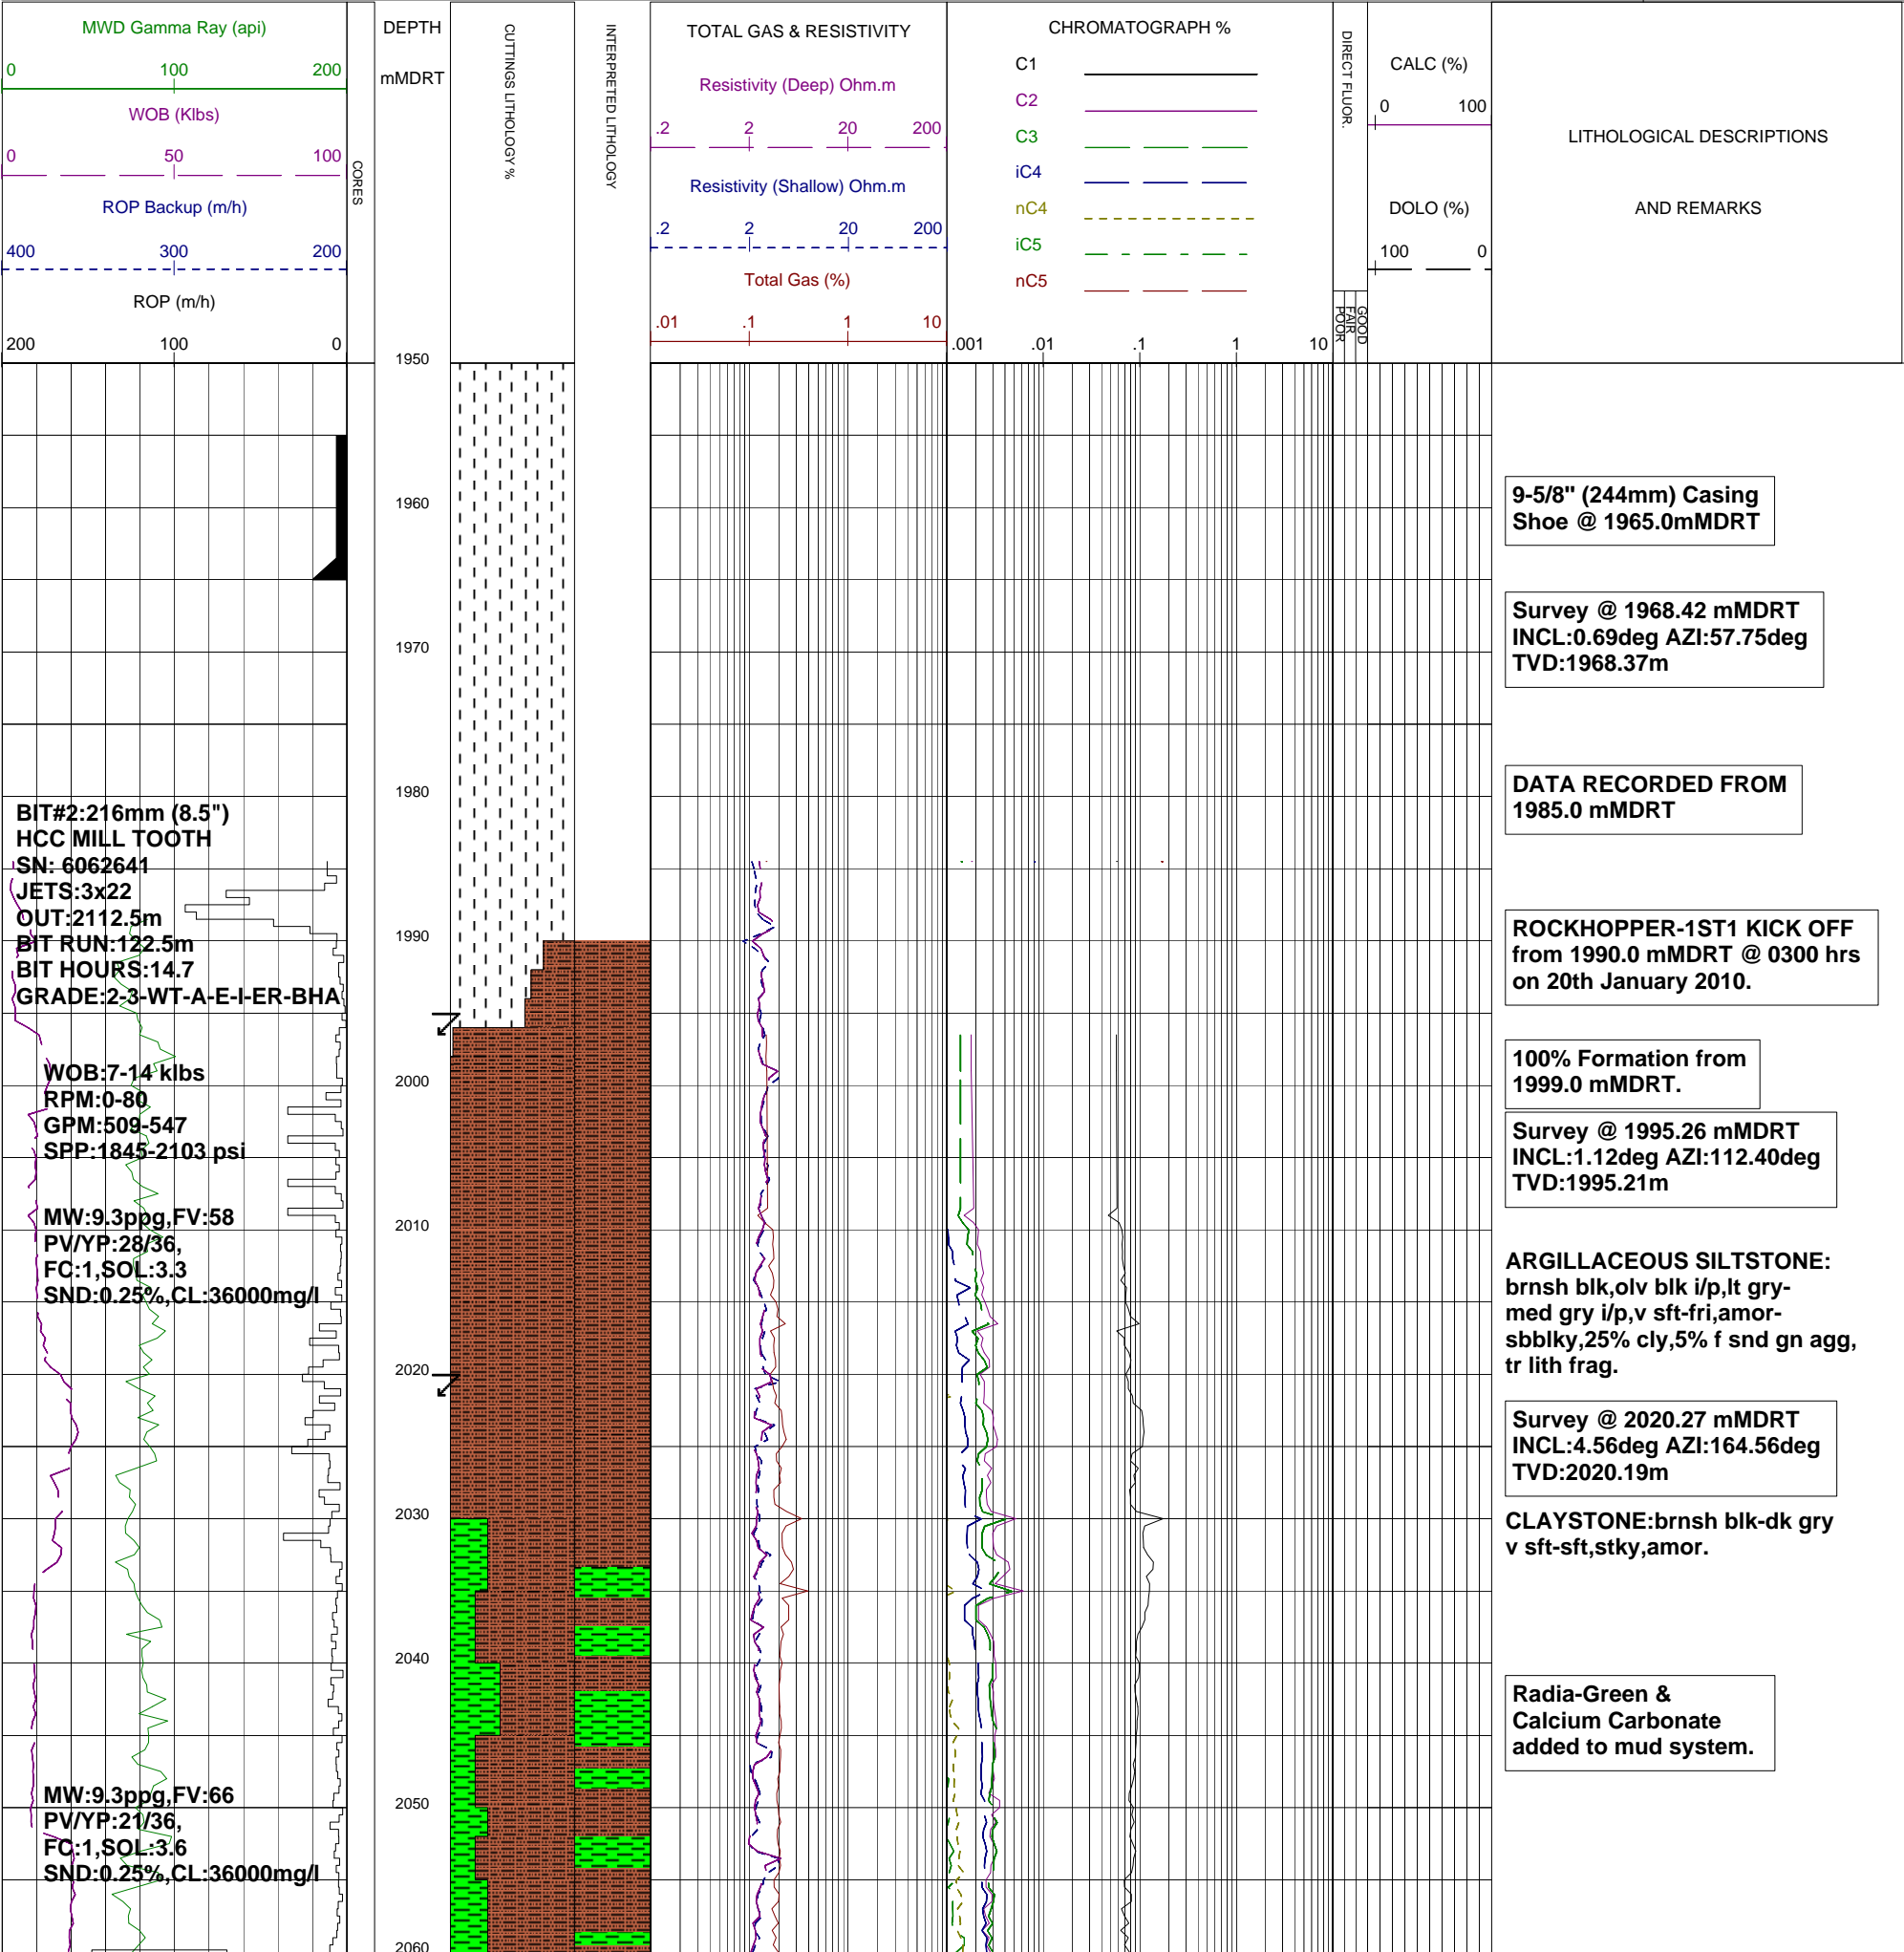 MWD Gamma Ray (api)
0 100 200
WOB (Klbs)
0 50 100
ROP Backup (m/h)
400 300 200
ROP (m/h)
200 100 0
CORES
DEPTH
mMDRT
CUTTINGS LITHOLOGY %
INTERPRETED LITHOLOGY
TOTAL GAS & RESISTIVITY
Resistivity (Deep) Ohm.m
.2 2 20 200
Resistivity (Shallow) Ohm.m
.2 2 20 200
Total Gas (%)
.01 .1 1 10
CHROMATOGRAPH %
C1
C2
C3
iC4
nC4
iC5
nC5
.001 .01 .1 1 10
DIRECT FLUOR.
POOR
FAIR
GOOD
CALC (%)
0 100
DOLO (%)
100 0
LITHOLOGICAL DESCRIPTIONS
AND REMARKS
1950
1960
1970
1980
1990
2000
2010
2020
2030
2040
2050
2060
BIT#2:216mm (8.5")
HCC MILL TOOTH
SN: 6062641
JETS:3x22
OUT:2112.5m
BIT RUN:122.5m
BIT HOURS:14.7
GRADE:2-3-WT-A-E-I-ER-BHA
WOB:7-14 klbs
RPM:0-80
GPM:509-547
SPP:1845-2103 psi
MW:9.3ppg,FV:58
PV/YP:28/36,
FC:1,SOL:3.3
SND:0.25%,CL:36000mg/l
MW:9.3ppg,FV:66
PV/YP:21/36,
FC:1,SOL:3.6
SND:0.25%,CL:36000mg/l
9-5/8" (244mm) Casing
Shoe @ 1965.0mMDRT
Survey @ 1968.42 mMDRT
INCL:0.69deg AZI:57.75deg
TVD:1968.37m
DATA RECORDED FROM
1985.0 mMDRT
ROCKHOPPER-1ST1 KICK OFF
from 1990.0 mMDRT @ 0300 hrs
on 20th January 2010.
100% Formation from
1999.0 mMDRT.
Survey @ 1995.26 mMDRT
INCL:1.12deg AZI:112.40deg
TVD:1995.21m
ARGILLACEOUS SILTSTONE:
brnsh blk,olv blk i/p,lt gry-
med gry i/p,v sft-fri,amor-
sbblky,25% cly,5% f snd gn agg,
tr lith frag.
Survey @ 2020.27 mMDRT
INCL:4.56deg AZI:164.56deg
TVD:2020.19m
CLAYSTONE:brnsh blk-dk gry
v sft-sft,stky,amor.
Radia-Green &
Calcium Carbonate
added to mud system.